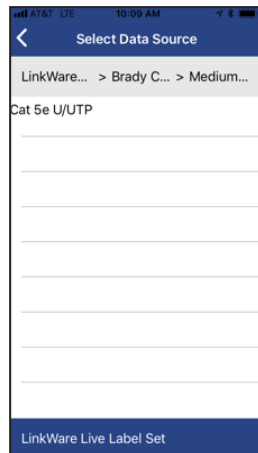 AT&T LTE 10:09 AM
Select Data Source
LinkWare... > Brady C... > Medium...
Cat 5e U/UTP
LinkWare Live Label Set